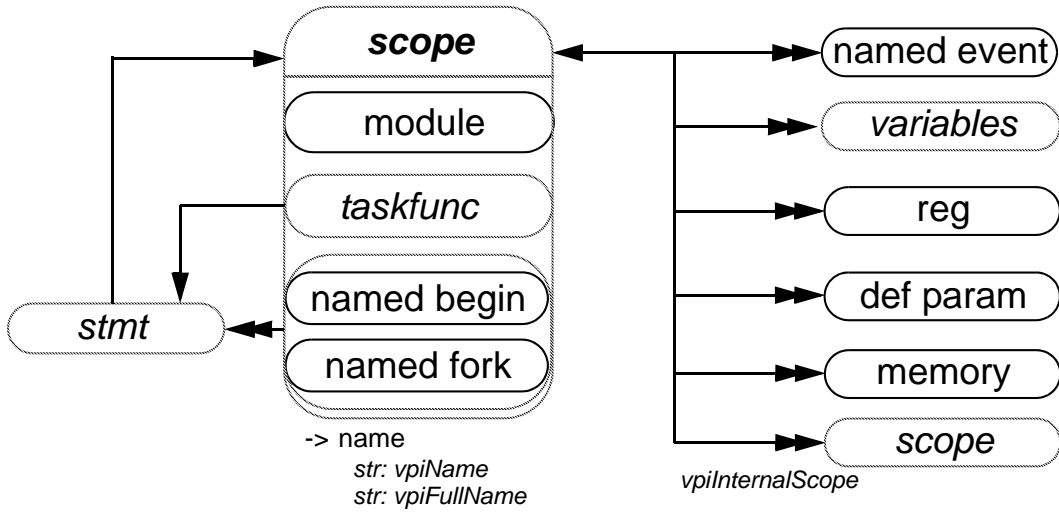 scope
module
taskfunc
named begin
named fork
stmt
-> name
str: vpiName
str: vpiFullName
named event
variables
reg
def param
memory
scope
vpiInternalScope